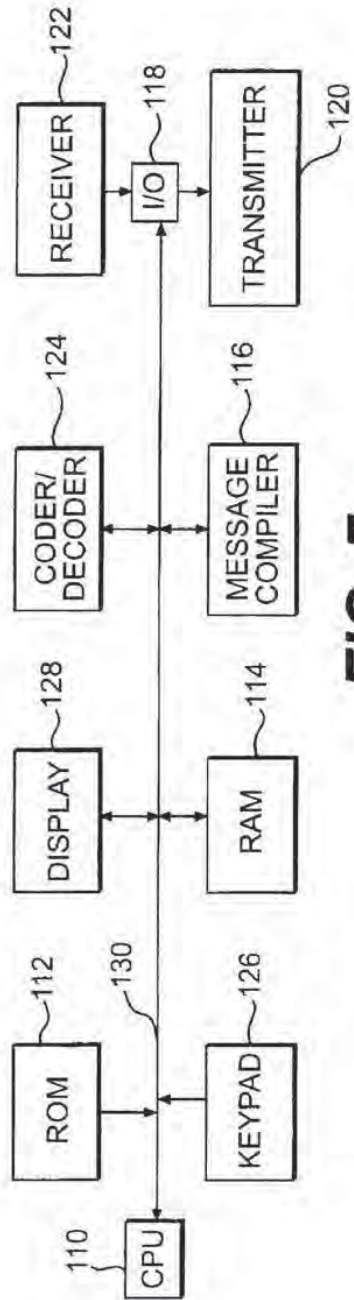 112
ROM
128
DISPLAY
124
CODER/
DECODER
122
RECEIVER
110
CPU
130
I/O
118
126
KEYPAD
114
RAM
116
MESSAGE
COMPILER
TRANSMITTER
120
FIG.